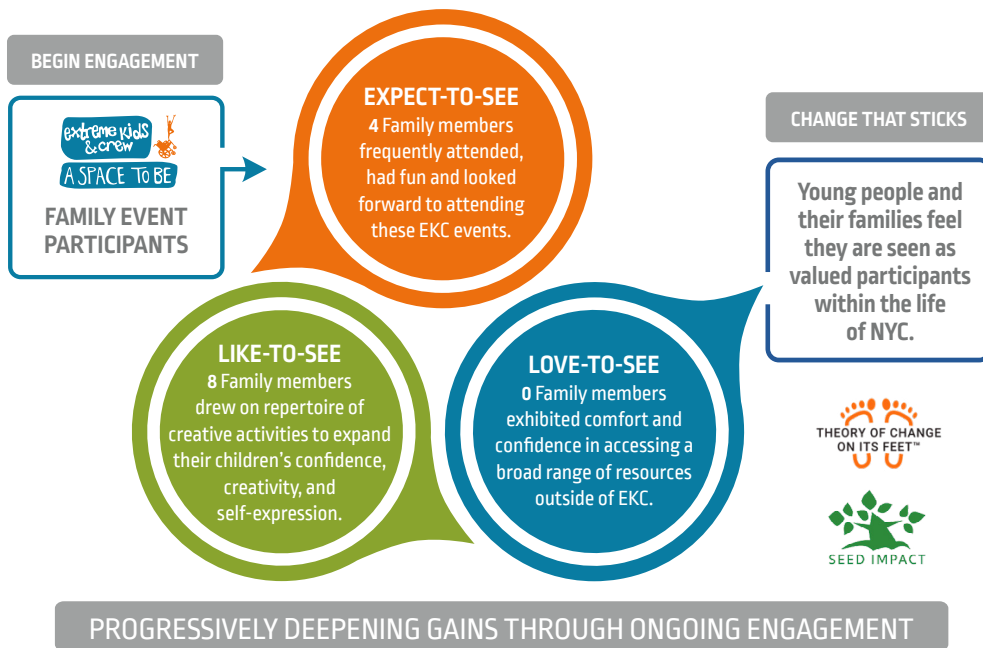 BEGIN ENGAGEMENT
extreme kids
& crew
A SPACE TO BE
FAMILY EVENT
PARTICIPANTS
EXPECT-TO-SEE
4 Family members
frequently attended,
had fun and looked
forward to attending
these EKC events.
LIKE-TO-SEE
8 Family members
drew on repertoire of
creative activities to expand
their children’s confidence,
creativity, and
self-expression.
LOVE-TO-SEE
0 Family members
exhibited comfort and
confidence in accessing a
broad range of resources
outside of EKC.
CHANGE THAT STICKS
Young people and
their families feel
they are seen as
valued participants
within the life
of NYC.
THEORY OF CHANGE
ON ITS FEET™
SEED IMPACT
PROGRESSIVELY DEEPENING GAINS THROUGH ONGOING ENGAGEMENT